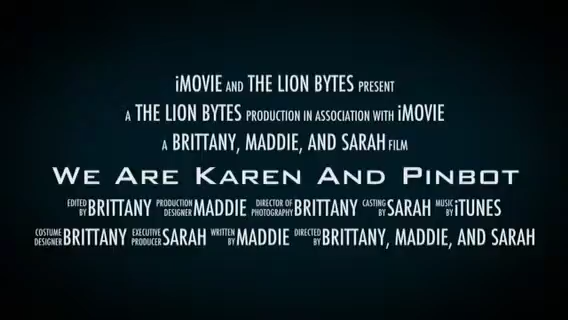 iMOVIE AND THE LION BYTES PRESENT
A THE LION BYTES PRODUCTION IN ASSOCIATION WITH iMOVIE
A BRITTANY, MADDIE, AND SARAH FILM
WE ARE KAREN AND PINBOT
EDITED BY BRITTANY PRODUCTION DESIGNER MADDIE DIRECTOR OF PHOTOGRAPHY BRITTANY CASTING BY SARAH MUSIC BY iTUNES
COSTUME DESIGNER BRITTANY EXECUTIVE PRODUCER SARAH WRITTEN BY MADDIE DIRECTED BY BRITTANY, MADDIE, AND SARAH